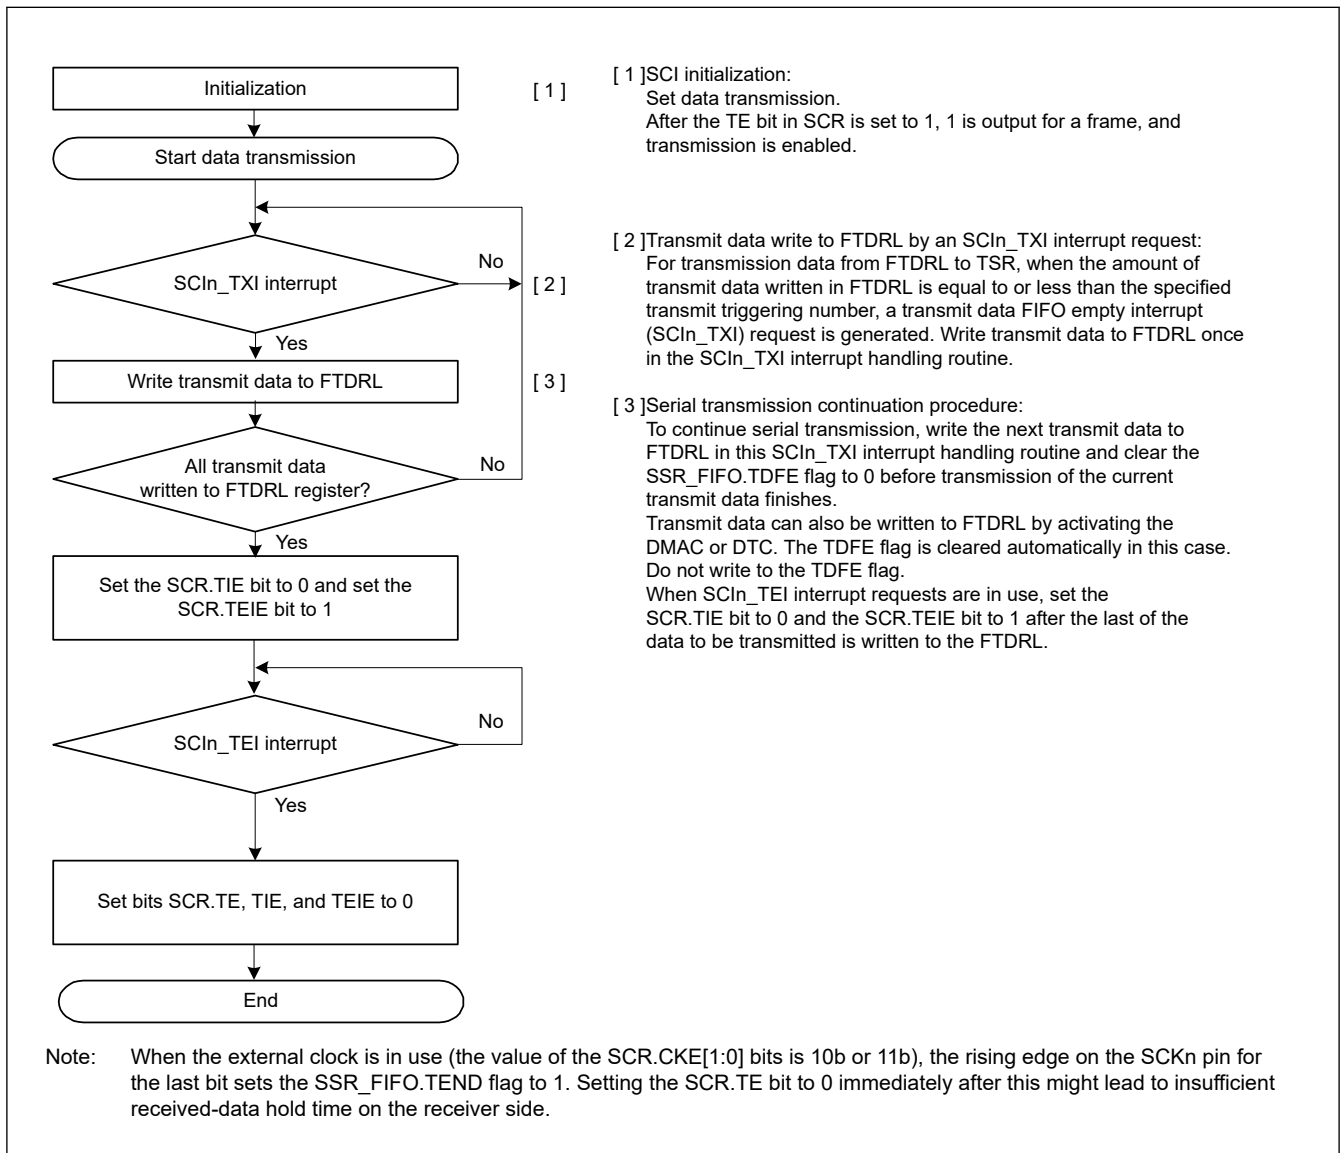 Initialization
[ 1 ]
[ 1 ]SCI initialization:
Set data transmission.
After the TE bit in SCR is set to 1, 1 is output for a frame, and
transmission is enabled.
Start data transmission
SCIn_TXI interrupt
No
[ 2 ]
Yes
[ 2 ]Transmit data write to FTDRL by an SCIn_TXI interrupt request:
For transmission data from FTDRL to TSR, when the amount of
transmit data written in FTDRL is equal to or less than the specified
transmit triggering number, a transmit data FIFO empty interrupt
(SCIn_TXI) request is generated. Write transmit data to FTDRL once
in the SCIn_TXI interrupt handling routine.
Write transmit data to FTDRL
[ 3 ]
All transmit data
written to FTDRL register?
No
Yes
[ 3 ]Serial transmission continuation procedure:
To continue serial transmission, write the next transmit data to
FTDRL in this SCIn_TXI interrupt handling routine and clear the
SSR_FIFO.TDFE flag to 0 before transmission of the current
transmit data finishes.
Transmit data can also be written to FTDRL by activating the
DMAC or DTC. The TDFE flag is cleared automatically in this case.
Do not write to the TDFE flag.
When SCIn_TEI interrupt requests are in use, set the
SCR.TIE bit to 0 and the SCR.TEIE bit to 1 after the last of the
data to be transmitted is written to the FTDRL.
Set the SCR.TIE bit to 0 and set the
SCR.TEIE bit to 1
SCIn_TEI interrupt
No
Yes
Set bits SCR.TE, TIE, and TEIE to 0
End
Note: When the external clock is in use (the value of the SCR.CKE[1:0] bits is 10b or 11b), the rising edge on the SCKn pin for
the last bit sets the SSR_FIFO.TEND flag to 1. Setting the SCR.TE bit to 0 immediately after this might lead to insufficient
received-data hold time on the receiver side.